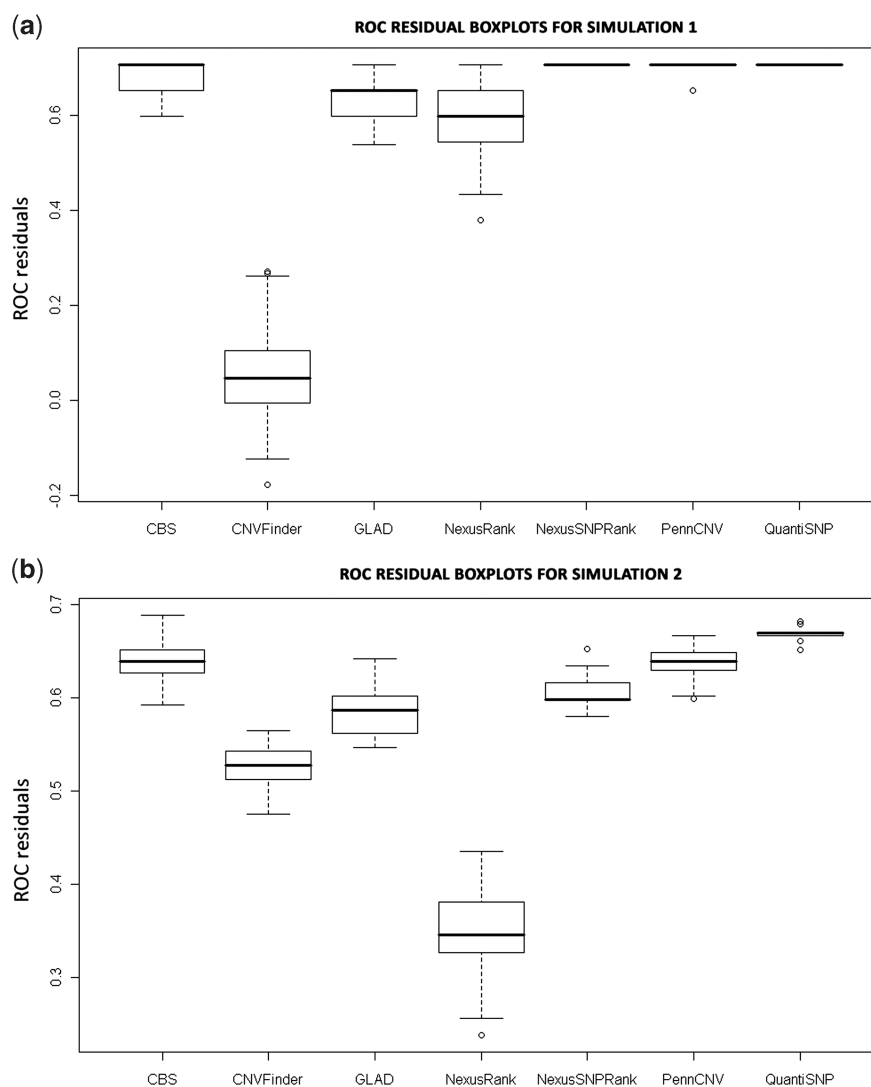 (a)
ROC RESIDUAL BOXPLOTS FOR SIMULATION 1
ROC residuals
0.6
0.4
0.2
0.0
-0.2
CBS CNVFinder GLAD NexusRank NexusSNPRank PennCNV QuantiSNP
(b)
ROC RESIDUAL BOXPLOTS FOR SIMULATION 2
ROC residuals
0.7
0.6
0.5
0.4
0.3
CBS CNVFinder GLAD NexusRank NexusSNPRank PennCNV QuantiSNP